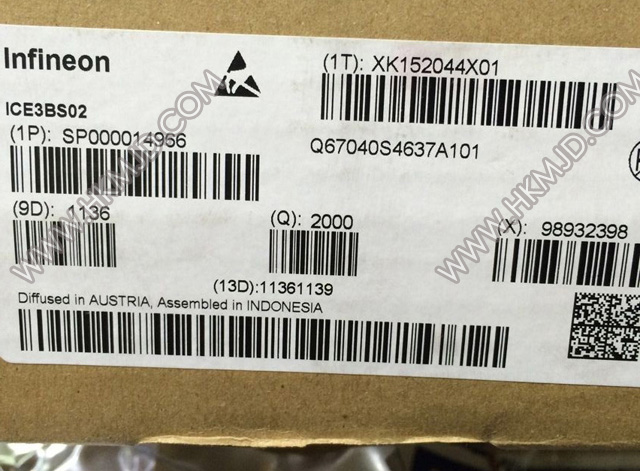 Infineon
(1T): XK152044X01
ICE3BS02
(1P): SP000014966
Q67040S4637A101
(9D): 1136
(Q): 2000
(X): 98932398
(13D):11361139
Diffused in AUSTRIA, Assembled in INDONESIA
WWW.HKMJD.COM
WWW.HKMJD.COM